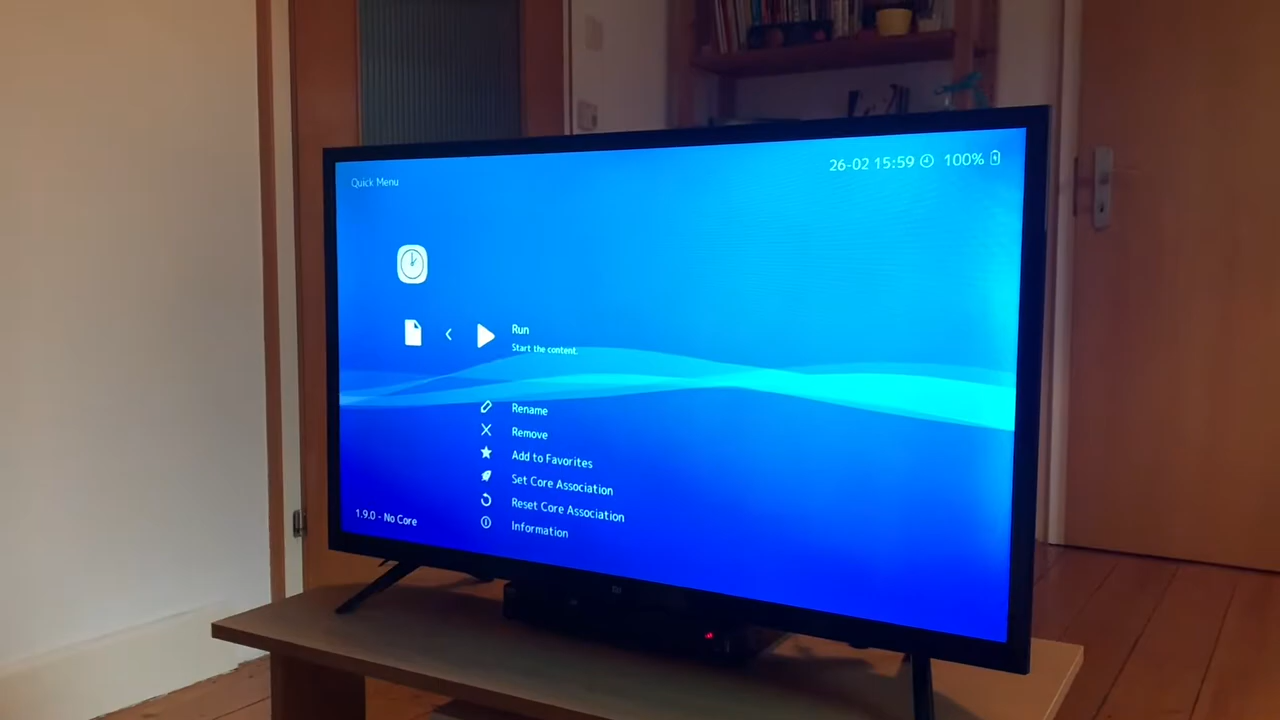 Quick Menu
26-02 15:59 100%
Run
Start the content.
Rename
Remove
Add to Favorites
Set Core Association
Reset Core Association
Information
1.9.0 - No Core
mi